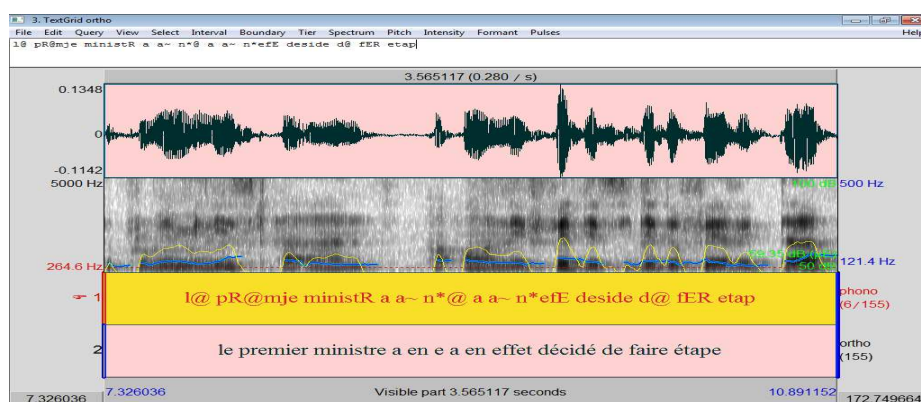 3. TextGrid ortho
File Edit Query View Select Interval Boundary Tier Spectrum Pitch Intensity Formant Pulses Help
l@ pR@mje ministR a a~ n*@ a a~ n*efE deside d@ fER etap
3.565117 (0.280 / s)
0.1348
0
-0.1142
5000 Hz
100 dB 500 Hz
264.6 Hz
50 dB
121.4 Hz
1 l@ pR@mje ministR a a~ n*@ a a~ n*efE deside d@ fER etap phono
(6/155)
2 le premier ministre a en e a en effet décidé de faire étape ortho
(155)
7.326036 7.326036 Visible part 3.565117 seconds 10.891152 172.749664